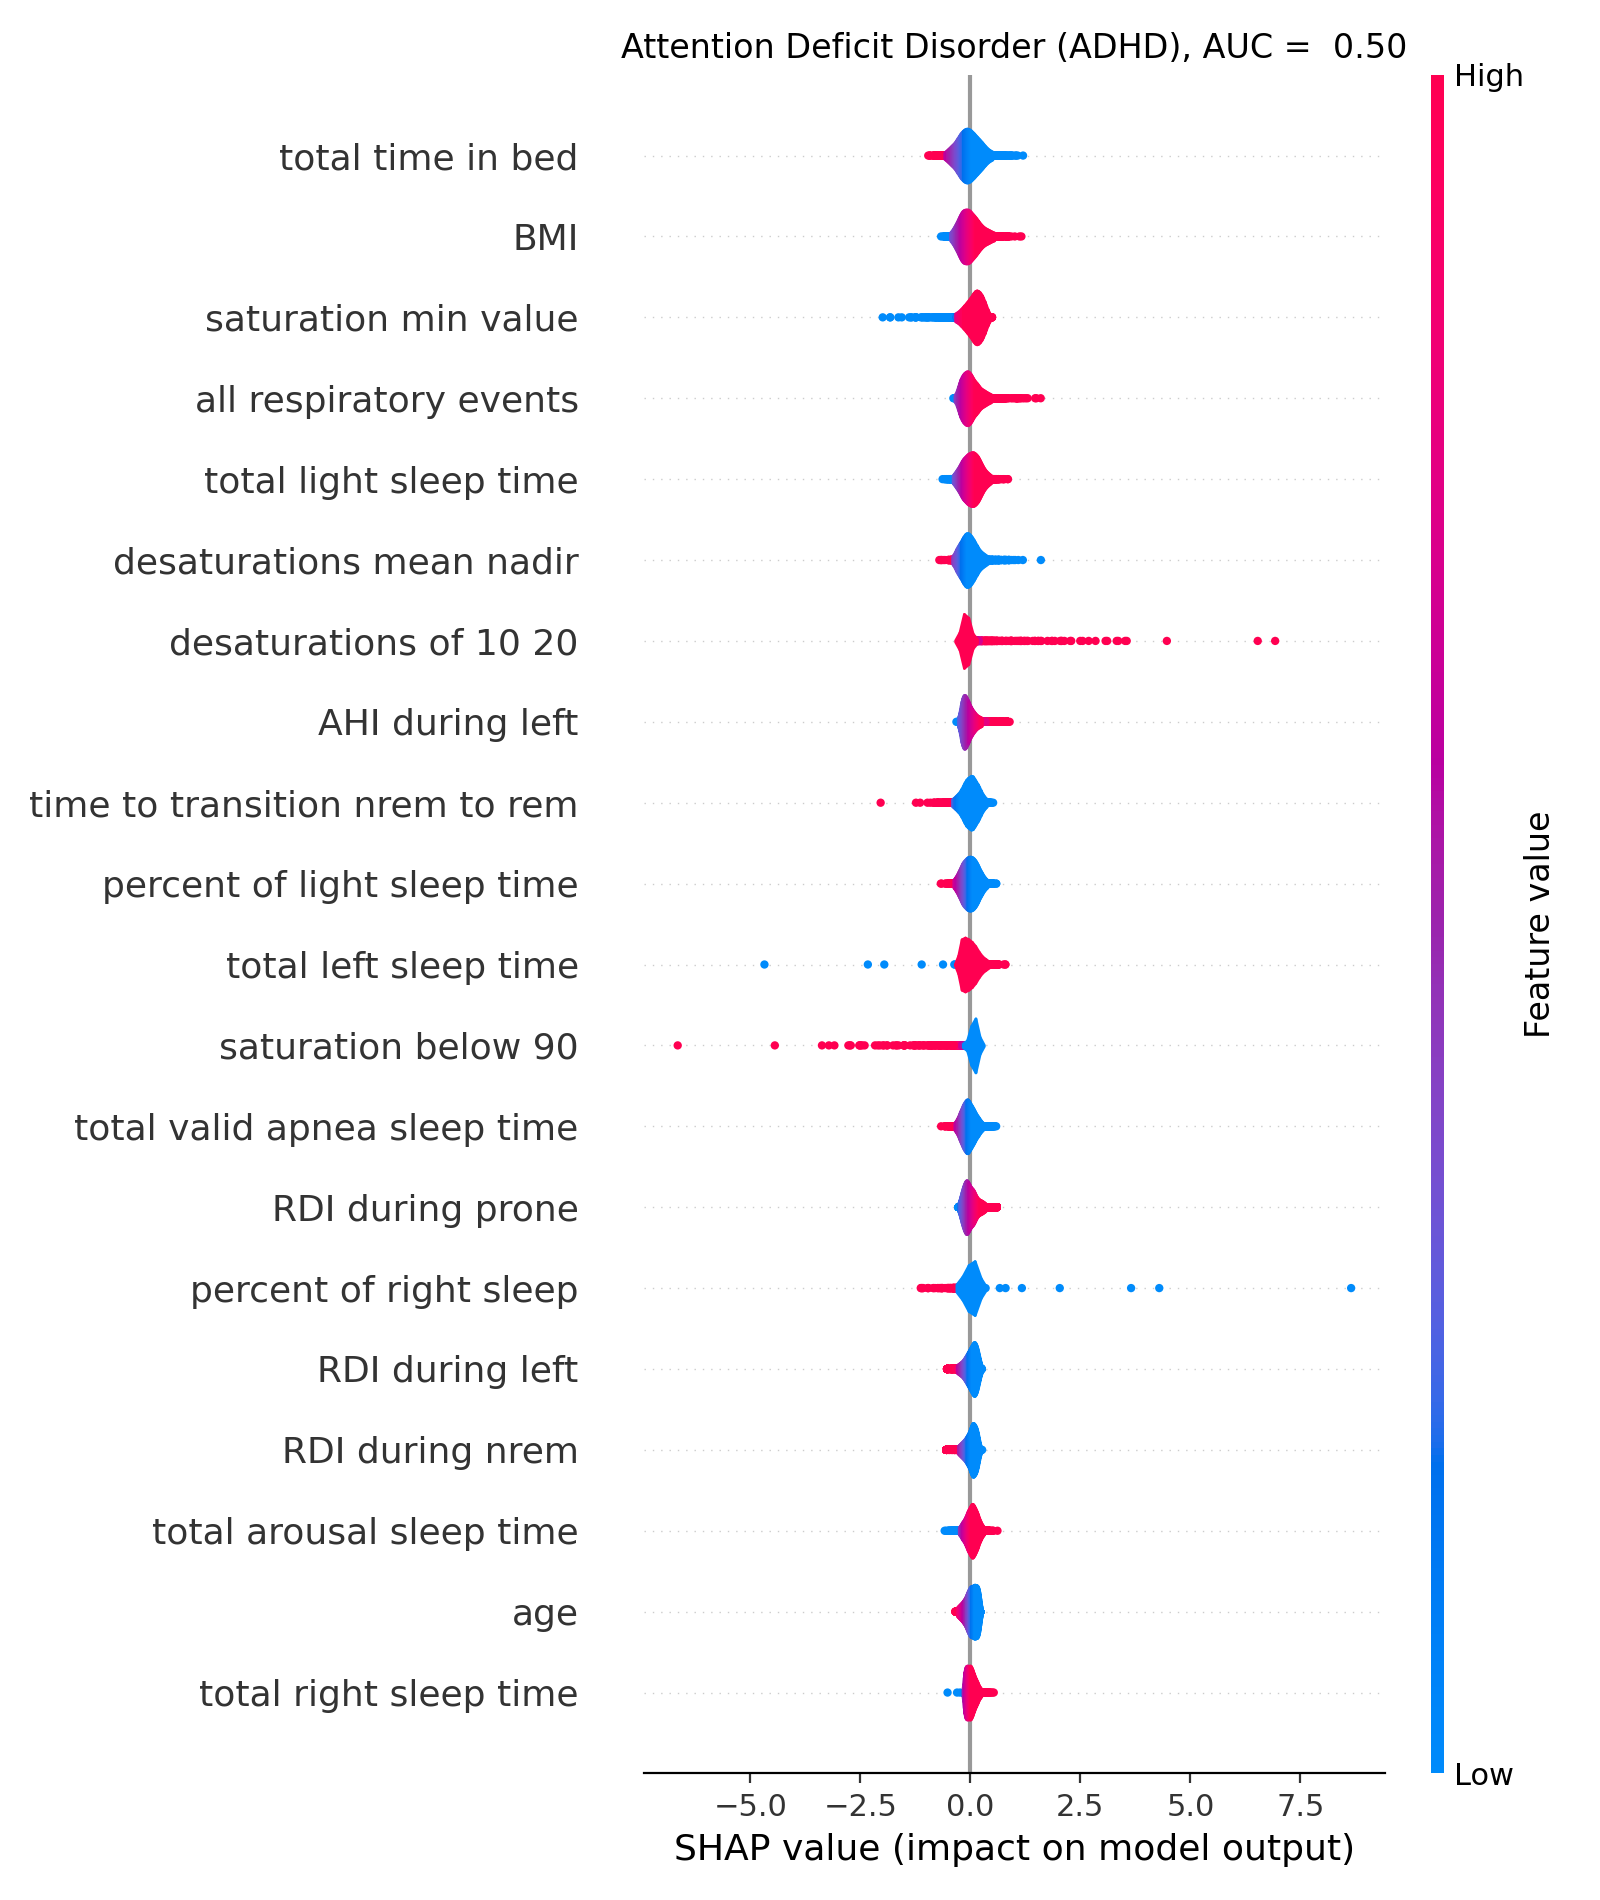 Attention Deficit Disorder (ADHD), AUC =  0.50
High
total time in bed
BMI
saturation min value
all respiratory events
total light sleep time
desaturations mean nadir
desaturations of 10 20
AHI during left
time to transition nrem to rem
percent of light sleep time
total left sleep time
saturation below 90
total valid apnea sleep time
RDI during prone
percent of right sleep
RDI during left
RDI during nrem
total arousal sleep time
age
total right sleep time
Feature value
Low
−5.0 −2.5 0.0 2.5 5.0 7.5
SHAP value (impact on model output)